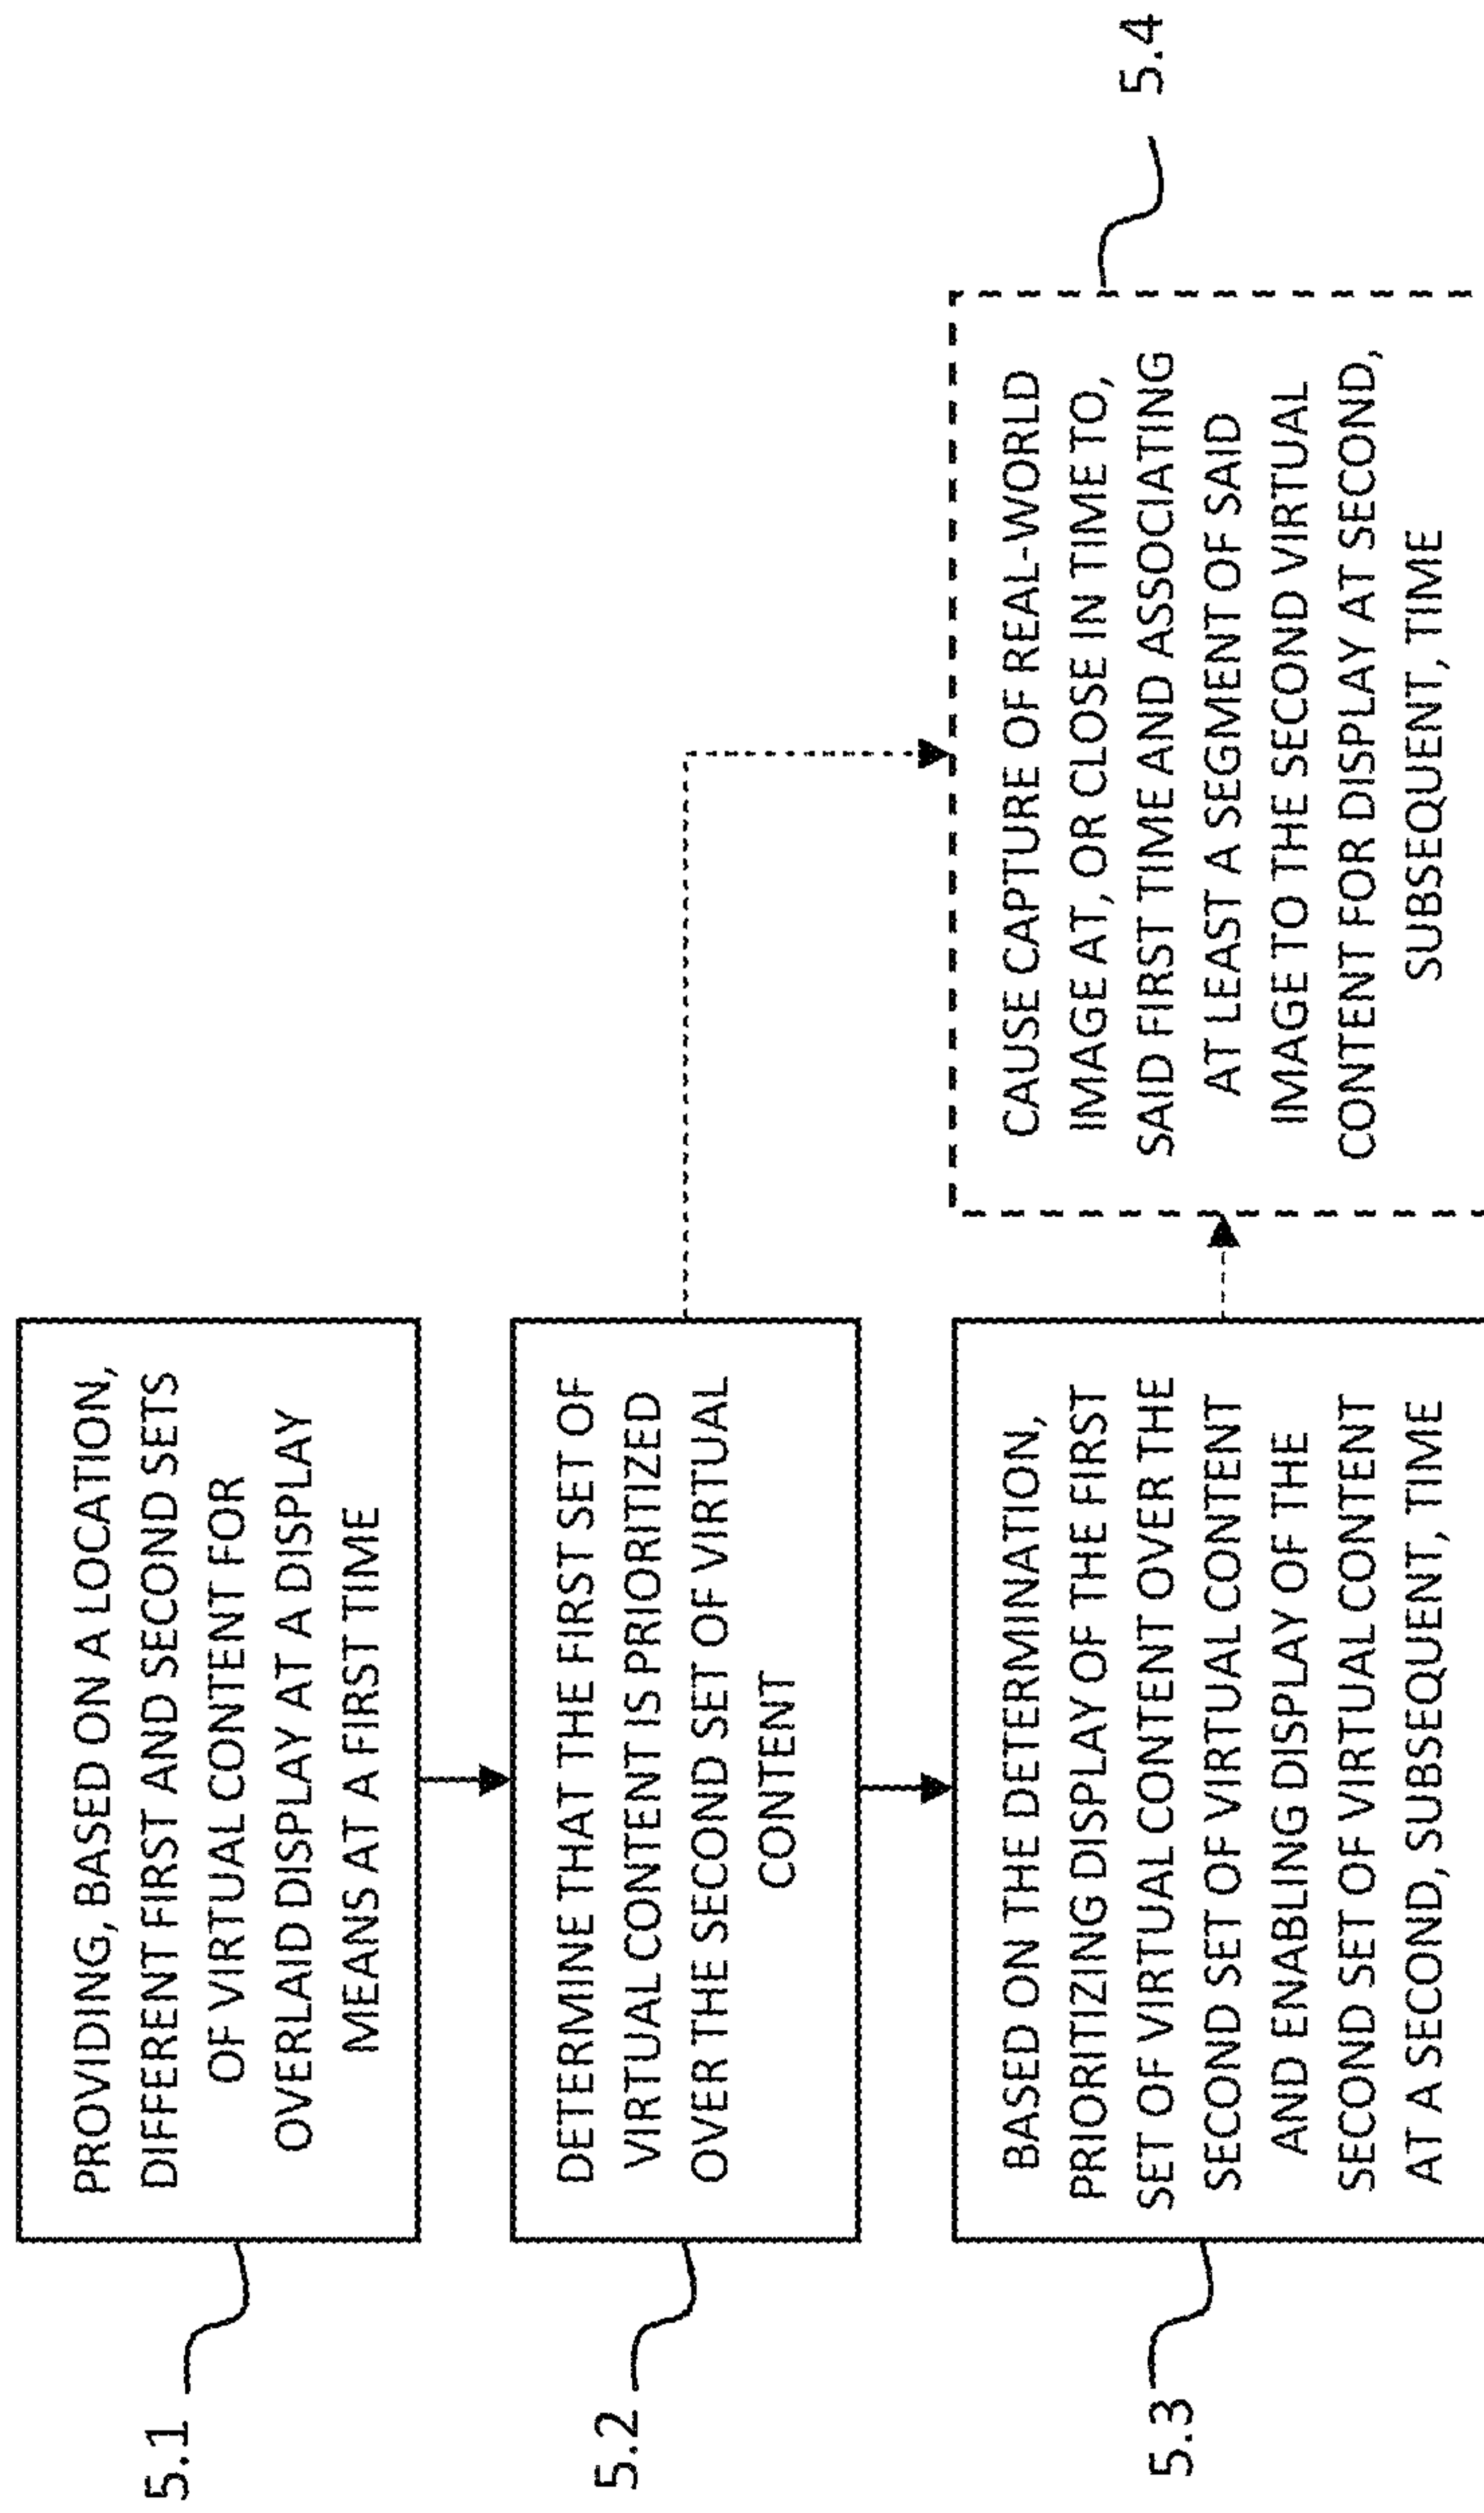 5.1
PROVIDING, BASED ON A LOCATION,
DIFFERENT FIRST AND SECOND SETS
OF VIRTUAL CONTENT FOR
OVERLAID DISPLAY AT A DISPLAY
MEANS AT A FIRST TIME
5.2
DETERMINE THAT THE FIRST SET OF
VIRTUAL CONTENT IS PRIORITIZED
OVER THE SECOND SET OF VIRTUAL
CONTENT
5.3
BASED ON THE DETERMINATION,
PRIORITIZING DISPLAY OF THE FIRST
SET OF VIRTUAL CONTENT OVER THE
SECOND SET OF VIRTUAL CONTENT
AND ENABLING DISPLAY OF THE
SECOND SET OF VIRTUAL CONTENT
AT A SECOND, SUBSEQUENT, TIME
CAUSE CAPTURE OF REAL-WORLD
IMAGE AT, OR CLOSE IN TIME TO,
SAID FIRST TIME AND ASSOCIATING
AT LEAST A SEGMENT OF SAID
IMAGE TO THE SECOND VIRTUAL
CONTENT FOR DISPLAY AT SECOND,
SUBSEQUENT, TIME
5.4